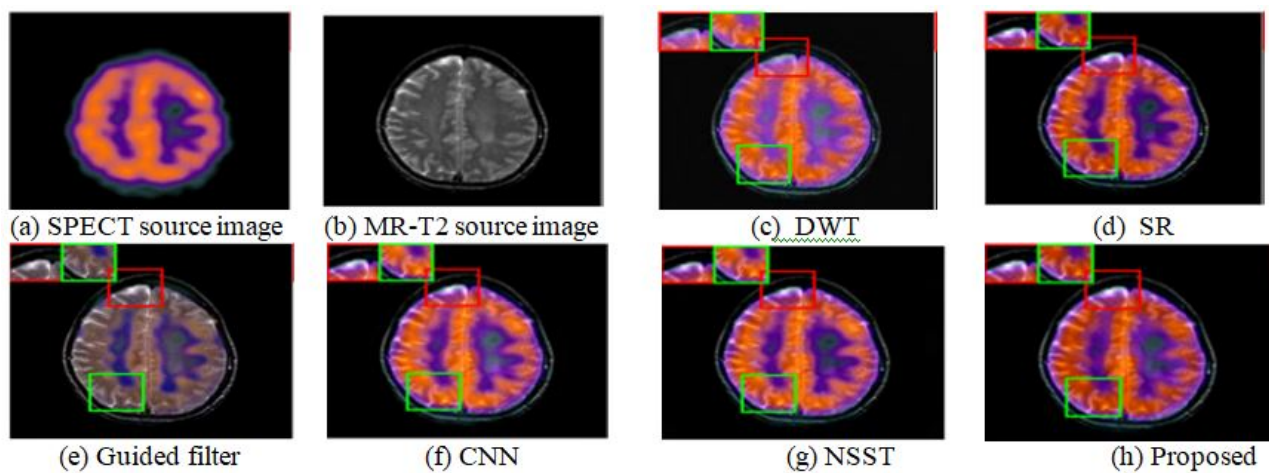 (a) SPECT source image
(b) MR-T2 source image
(c) DWT
(d) SR
(e) Guided filter
(f) CNN
(g) NSST
(h) Proposed